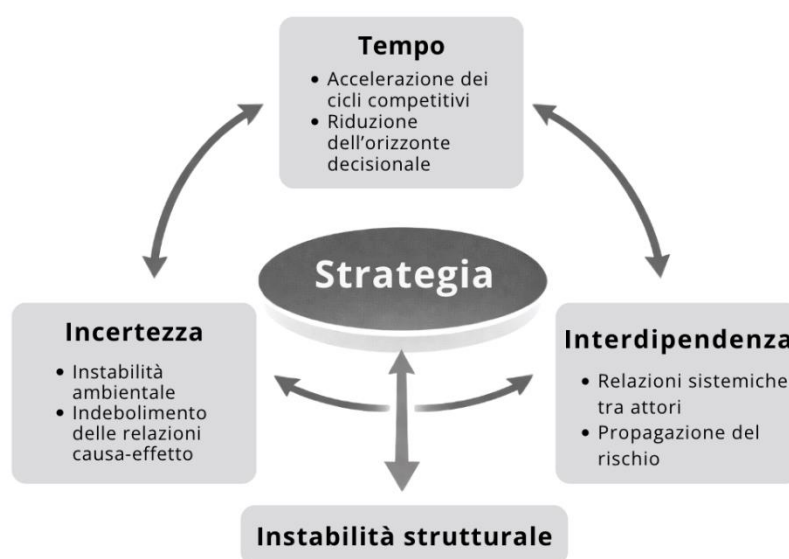 Tempo
• Accelerazione dei
cicli competitivi
• Riduzione
dell’orizzonte
decisionale
Strategia
Incertezza
• Instabilità
ambientale
• Indebolimento
delle relazioni
causa-effetto
Interdipendenza
• Relazioni sistemiche
tra attori
• Propagazione del
rischio
Instabilità strutturale